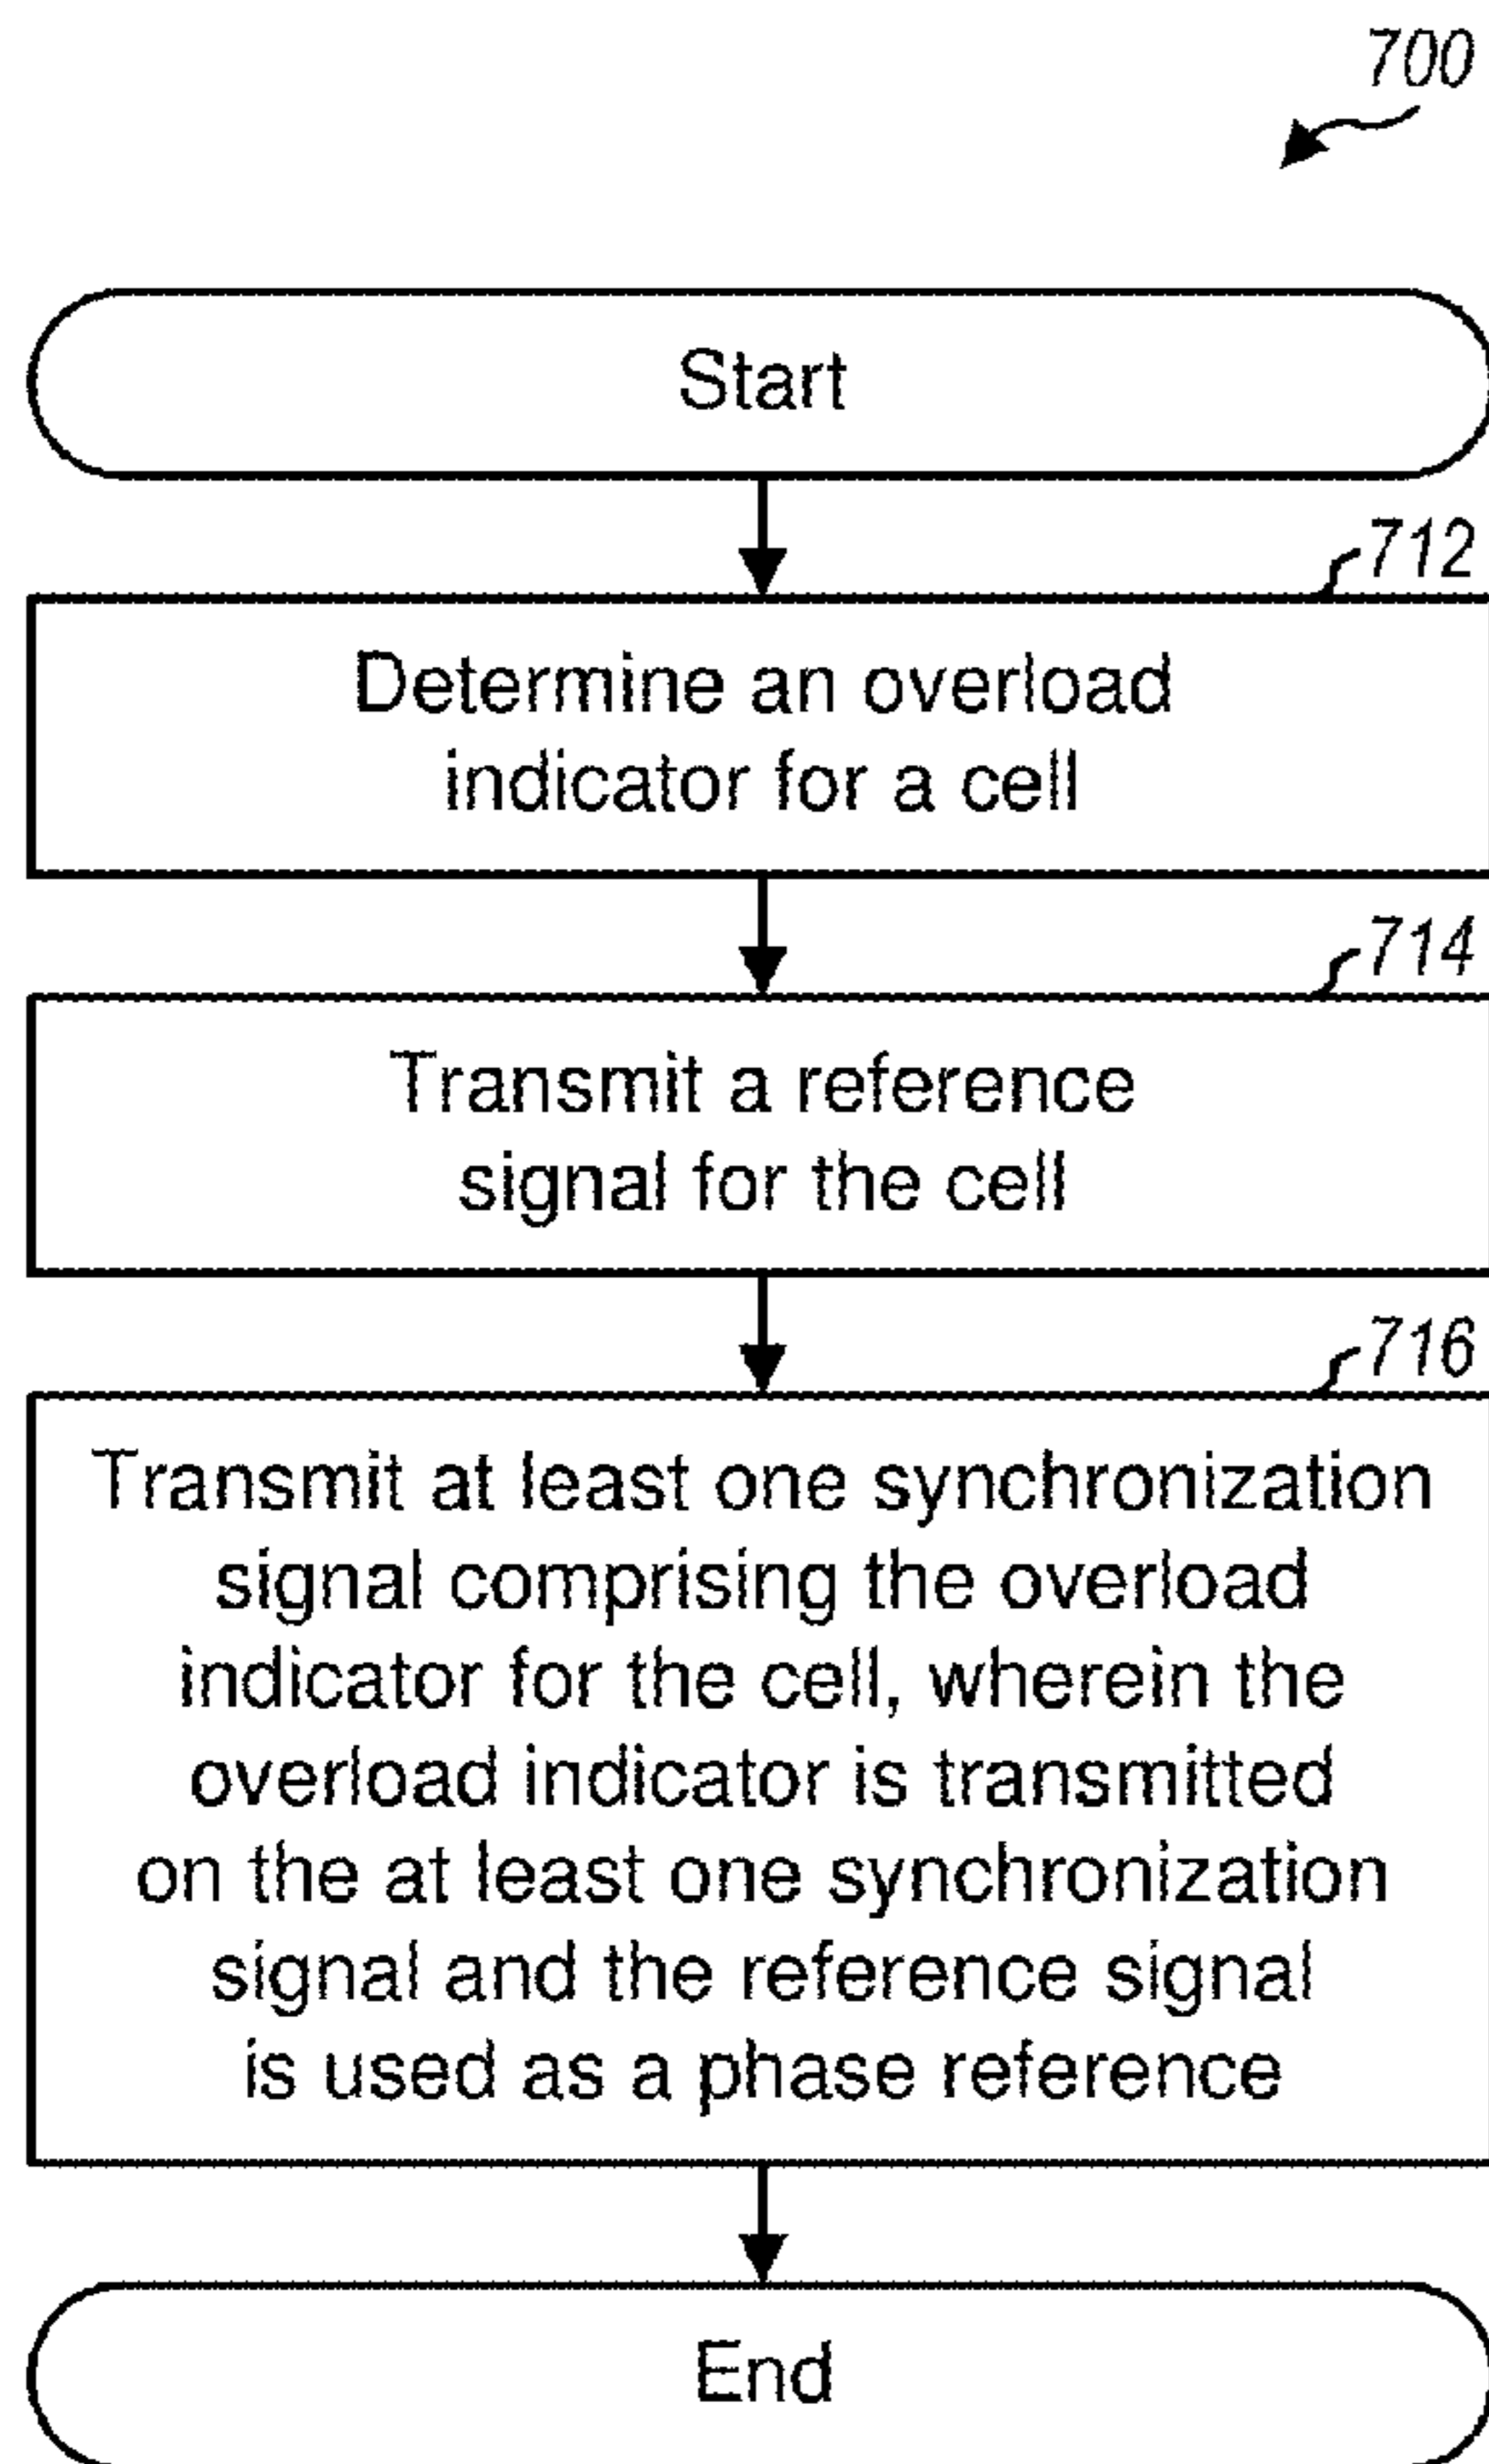 700
Start
712
Determine an overload
indicator for a cell
714
Transmit a reference
signal for the cell
716
Transmit at least one synchronization
signal comprising the overload
indicator for the cell, wherein the
overload indicator is transmitted
on the at least one synchronization
signal and the reference signal
is used as a phase reference
End